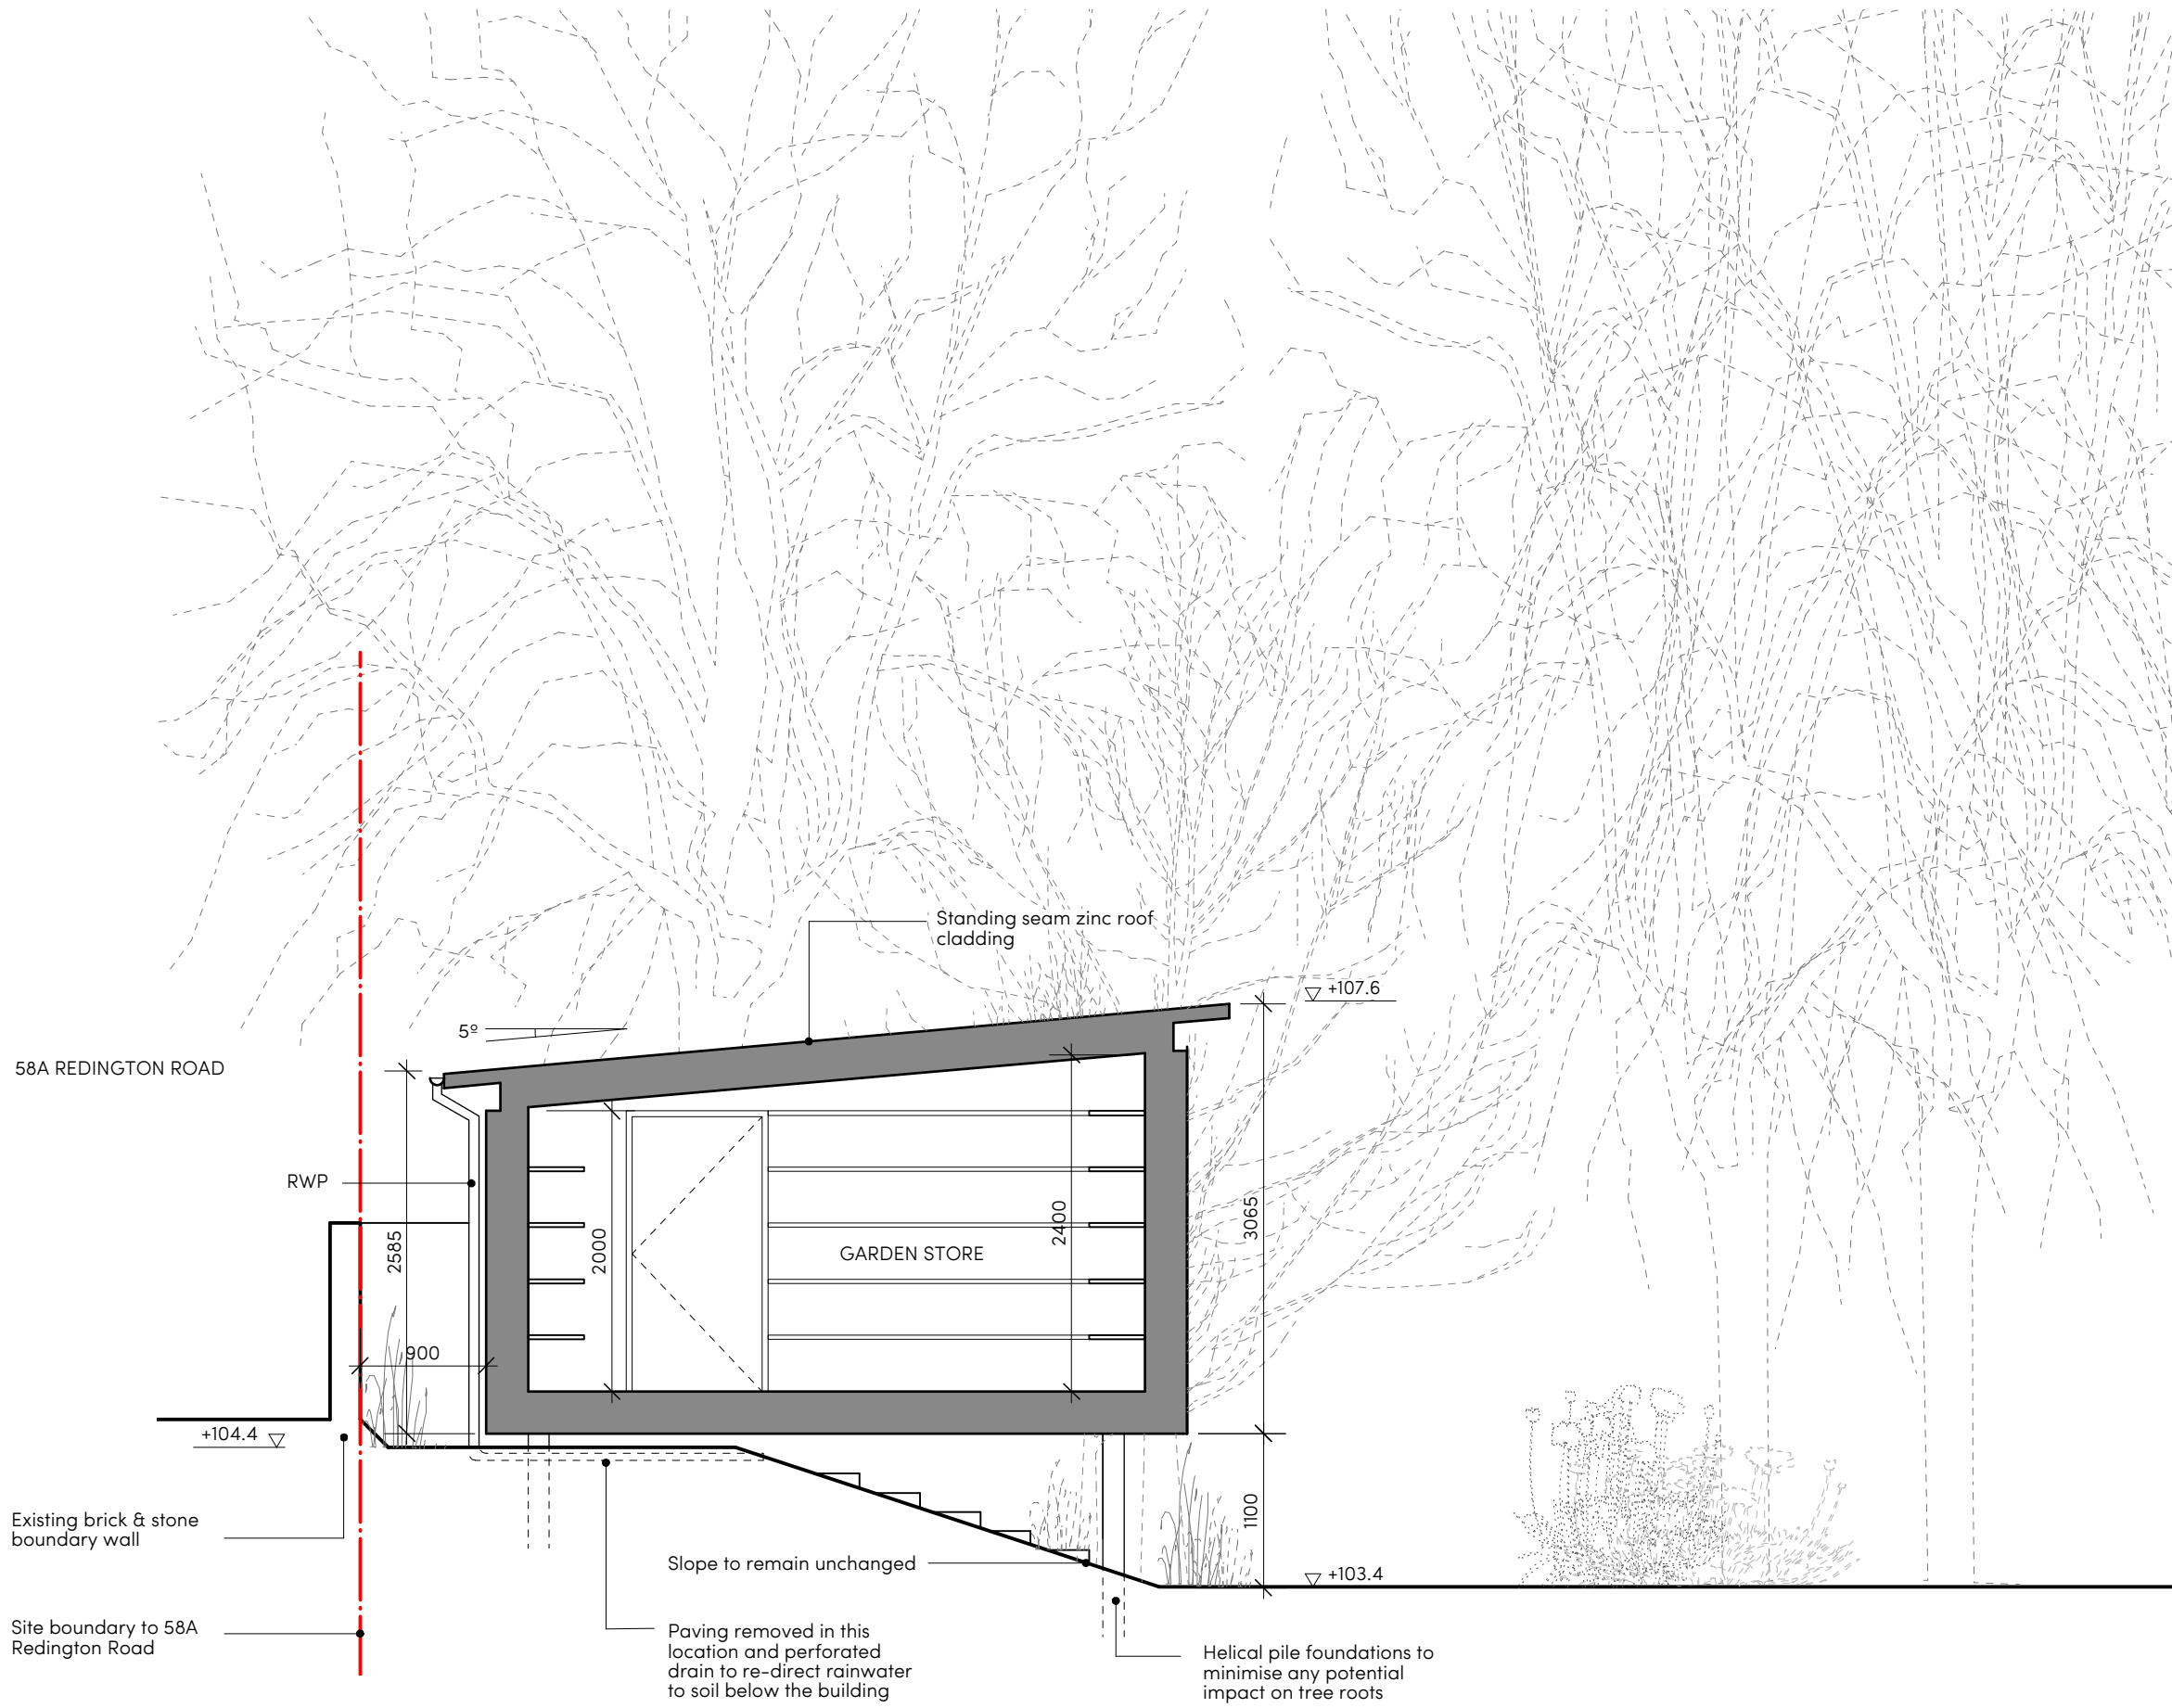 Standing seam zinc roof
cladding
+107.6
5º
58A REDINGTON ROAD
RWP
2585
2000
2400
3065
GARDEN STORE
900
+104.4
1100
Existing brick & stone
boundary wall
Slope to remain unchanged
+103.4
Site boundary to 58A
Redington Road
Paving removed in this
location and perforated
drain to re-direct rainwater
to soil below the building
Helical pile foundations to
minimise any potential
impact on tree roots